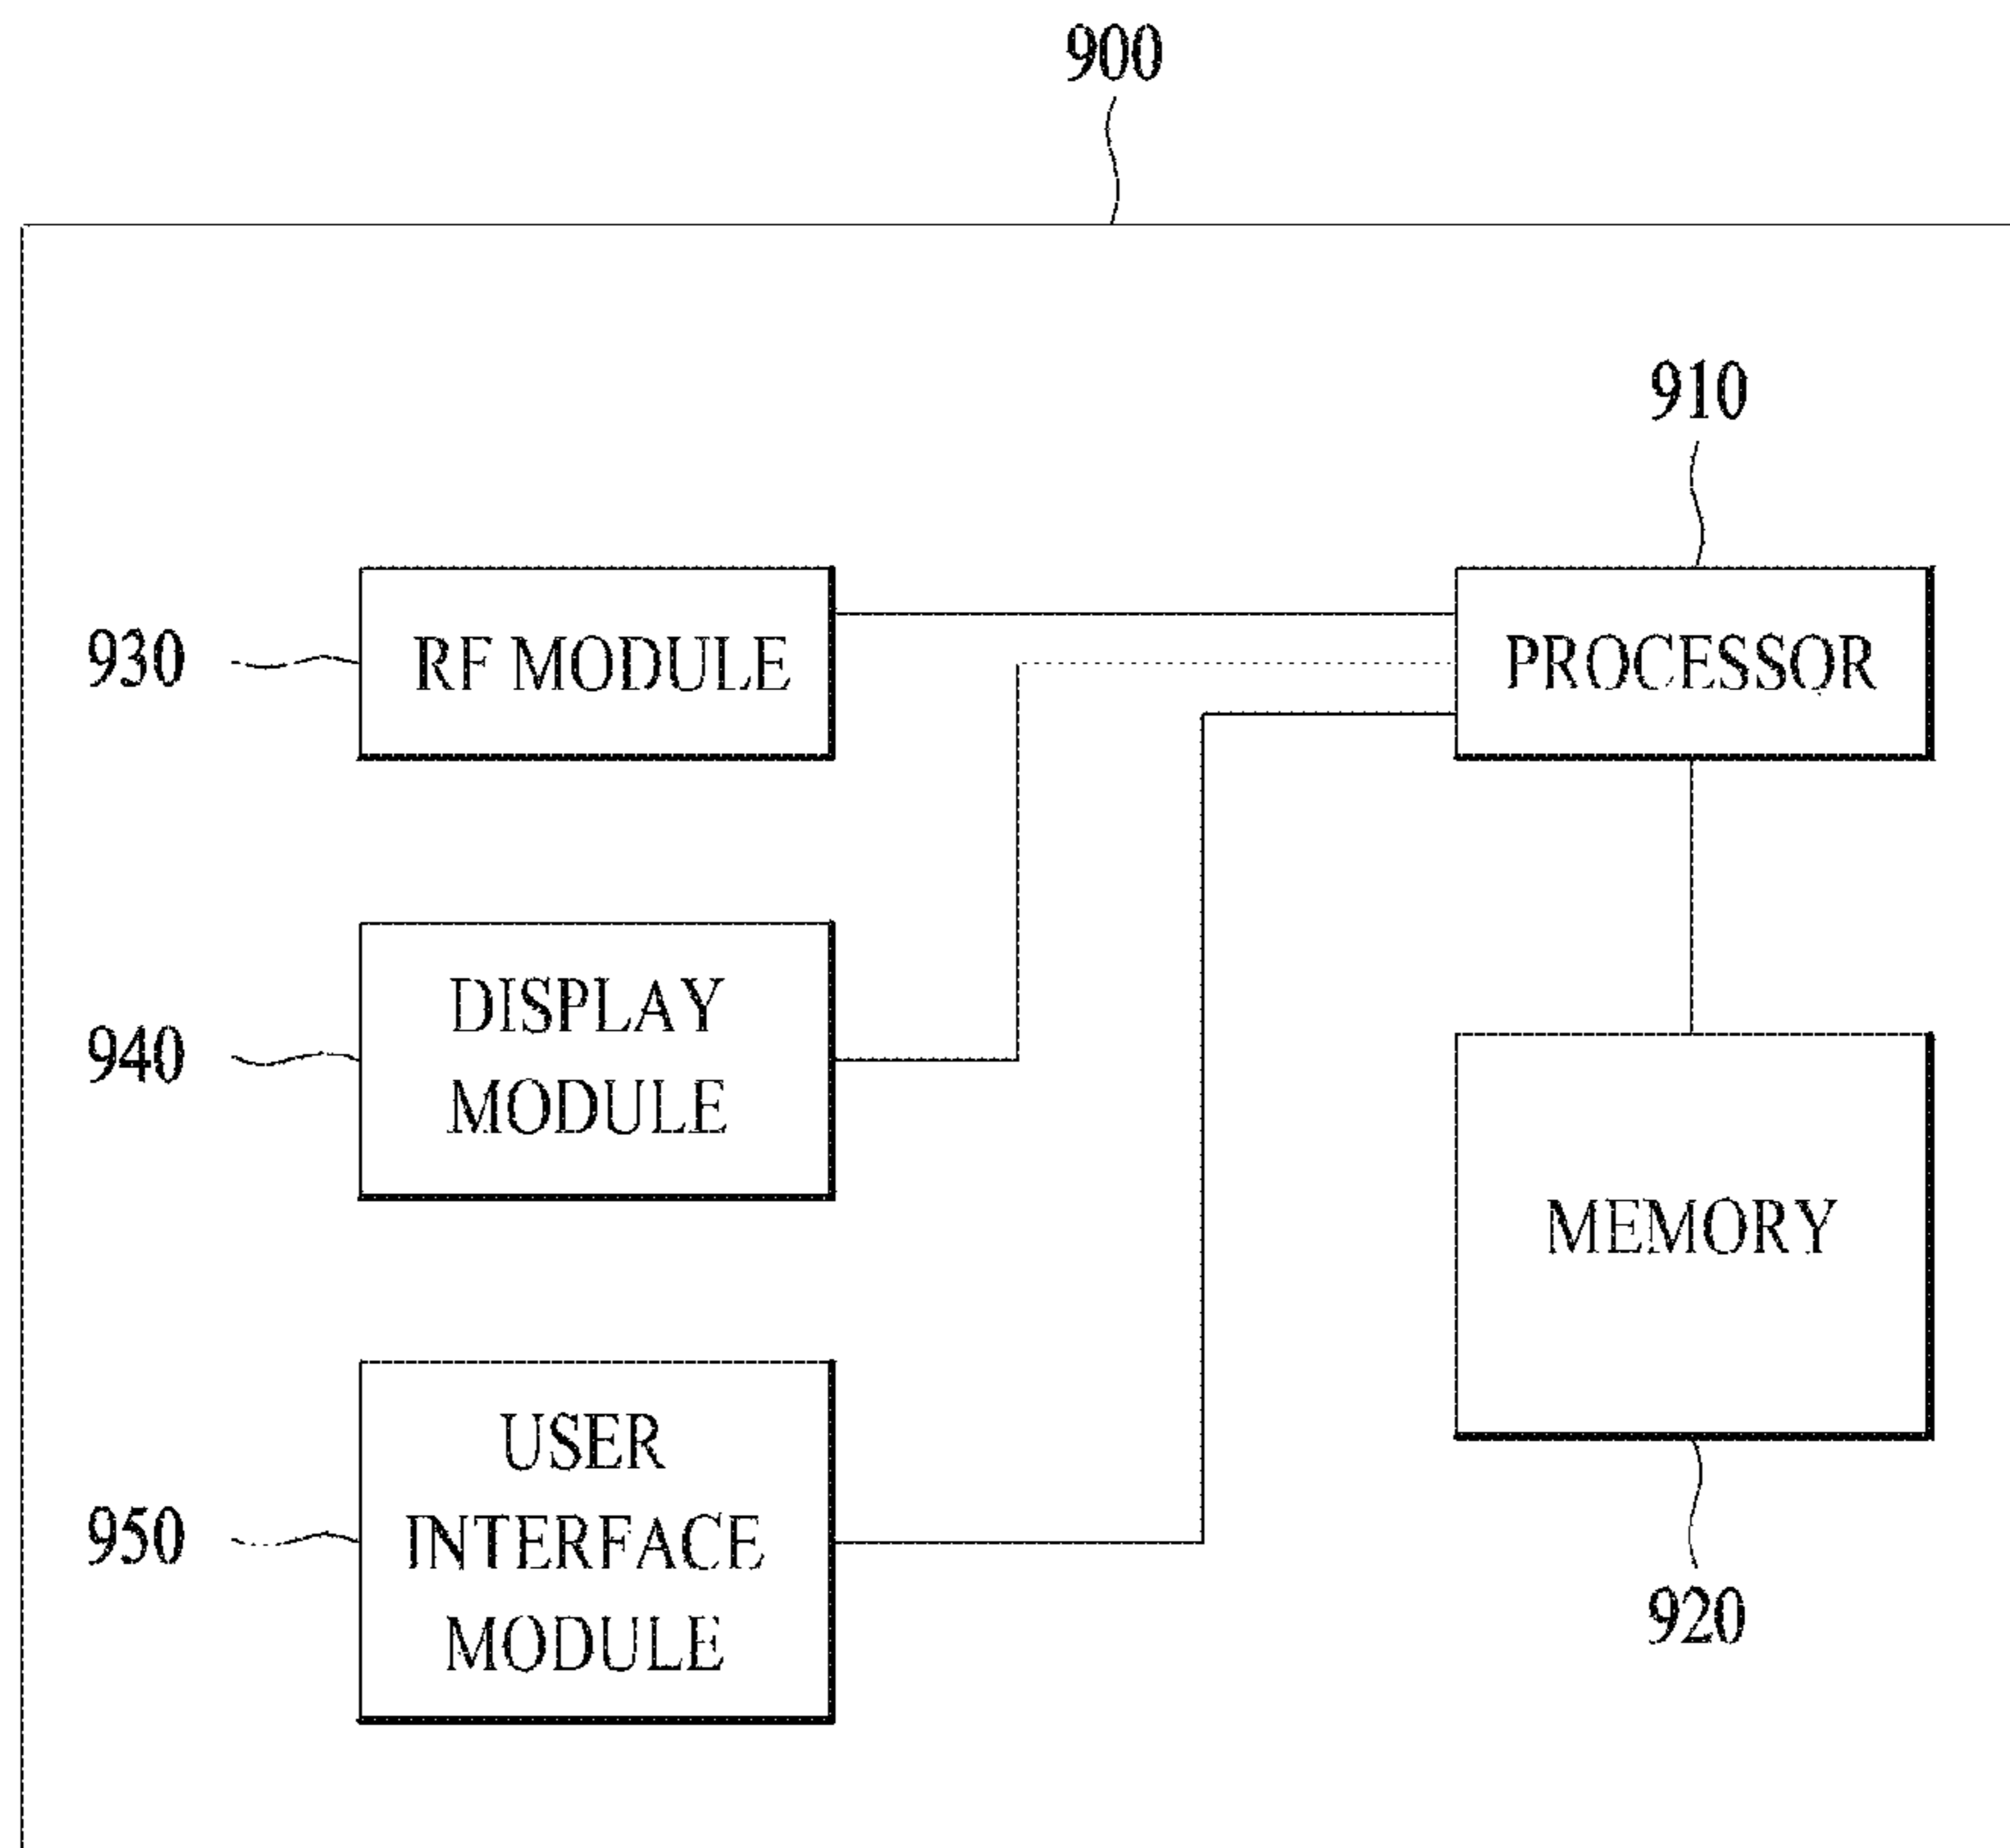 900
910
930
RF MODULE
PROCESSOR
940
DISPLAY
MODULE
MEMORY
950
USER
INTERFACE
MODULE
920